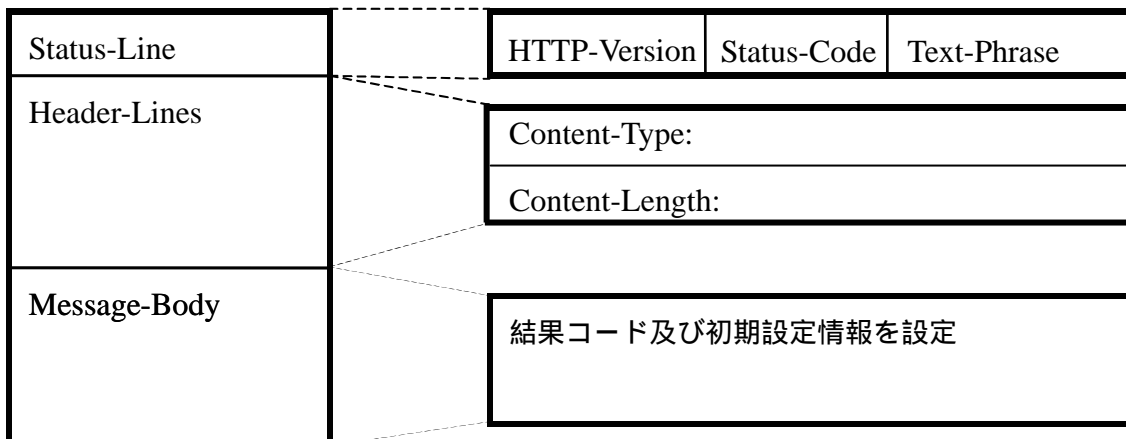 Status-Line
HTTP-Version Status-Code Text-Phrase
Header-Lines
Content-Type:
Content-Length:
Message-Body
結果コード及び初期設定情報を設定